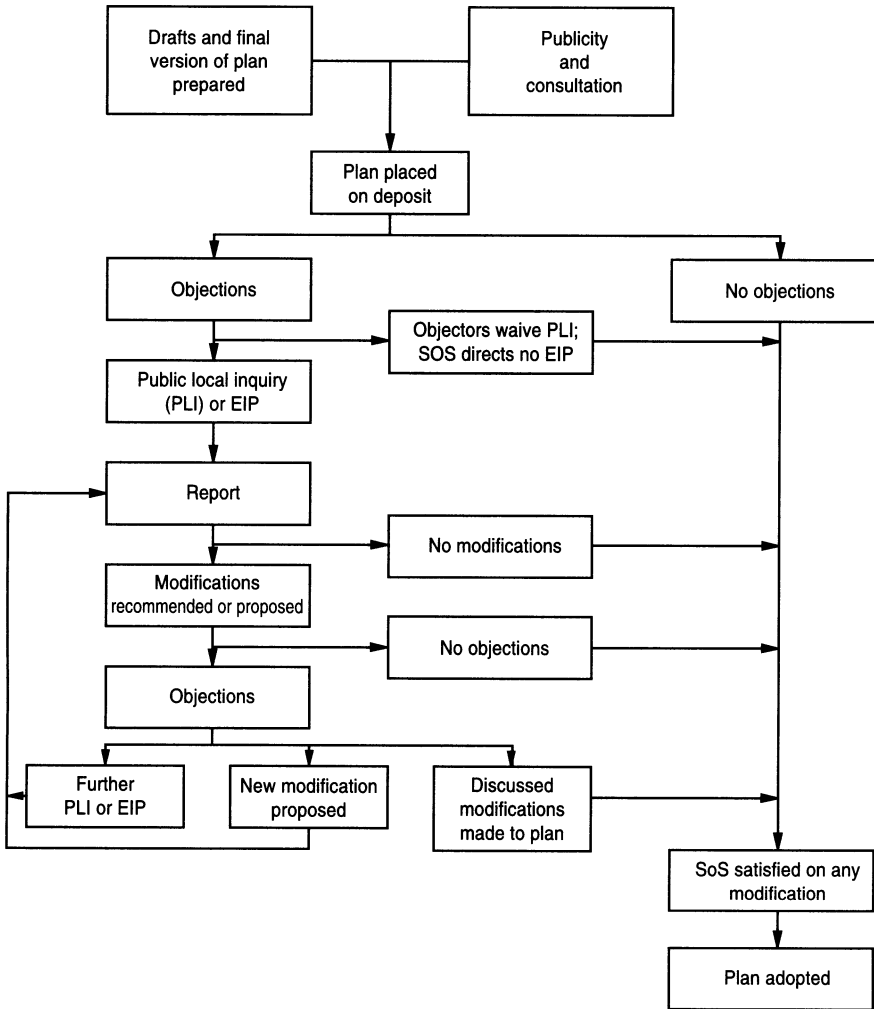 Drafts and final
version of plan
prepared
Publicity
and
consultation
Plan placed
on deposit
Objections
No objections
Objectors waive PLI;
SOS directs no EIP
Public local inquiry
(PLI) or EIP
Report
No modifications
Modifications
recommended or proposed
No objections
Objections
Further
PLI or EIP
New modification
proposed
Discussed
modifications
made to plan
SoS satisfied on any
modification
Plan adopted